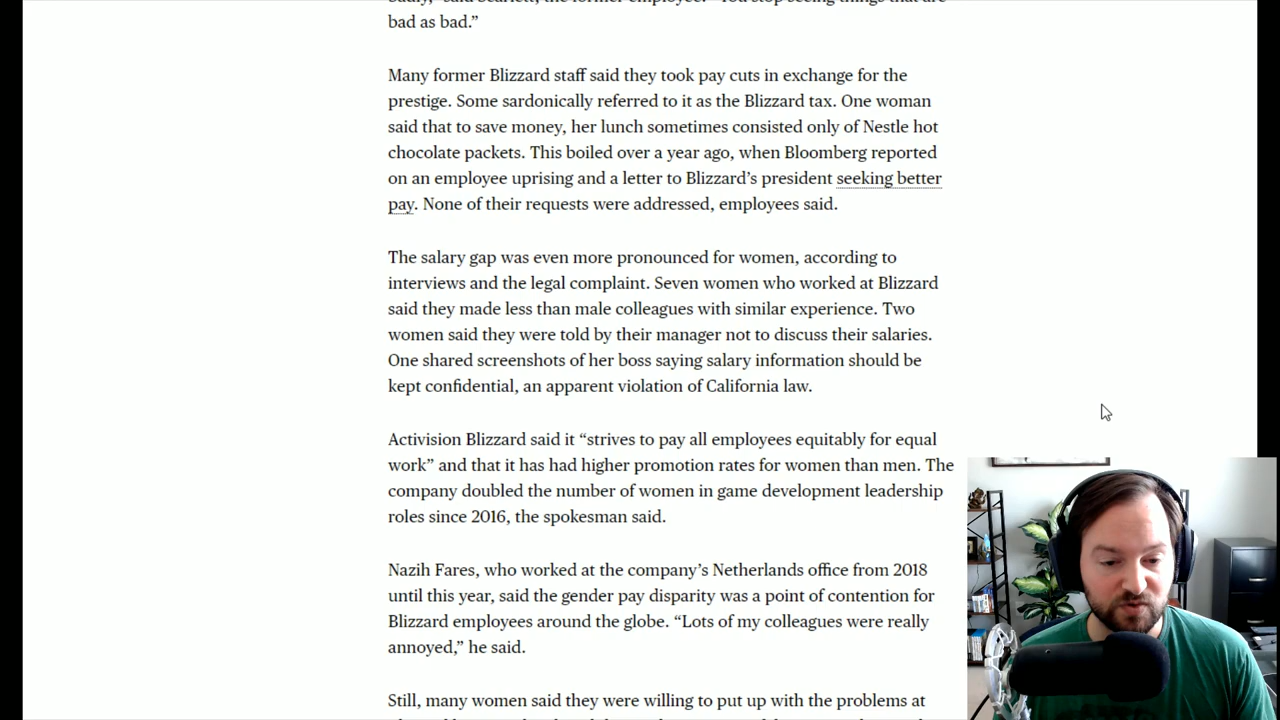 bad as bad.”
Many former Blizzard staff said they took pay cuts in exchange for the
prestige. Some sardonically referred to it as the Blizzard tax. One woman
said that to save money, her lunch sometimes consisted only of Nestle hot
chocolate packets. This boiled over a year ago, when Bloomberg reported
on an employee uprising and a letter to Blizzard’s president seeking better
pay. None of their requests were addressed, employees said.
The salary gap was even more pronounced for women, according to
interviews and the legal complaint. Seven women who worked at Blizzard
said they made less than male colleagues with similar experience. Two
women said they were told by their manager not to discuss their salaries.
One shared screenshots of her boss saying salary information should be
kept confidential, an apparent violation of California law.
Activision Blizzard said it “strives to pay all employees equitably for equal
work” and that it has had higher promotion rates for women than men. The
company doubled the number of women in game development leadership
roles since 2016, the spokesman said.
Nazih Fares, who worked at the company’s Netherlands office from 2018
until this year, said the gender pay disparity was a point of contention for
Blizzard employees around the globe. “Lots of my colleagues were really
annoyed,” he said.
Still, many women said they were willing to put up with the problems at